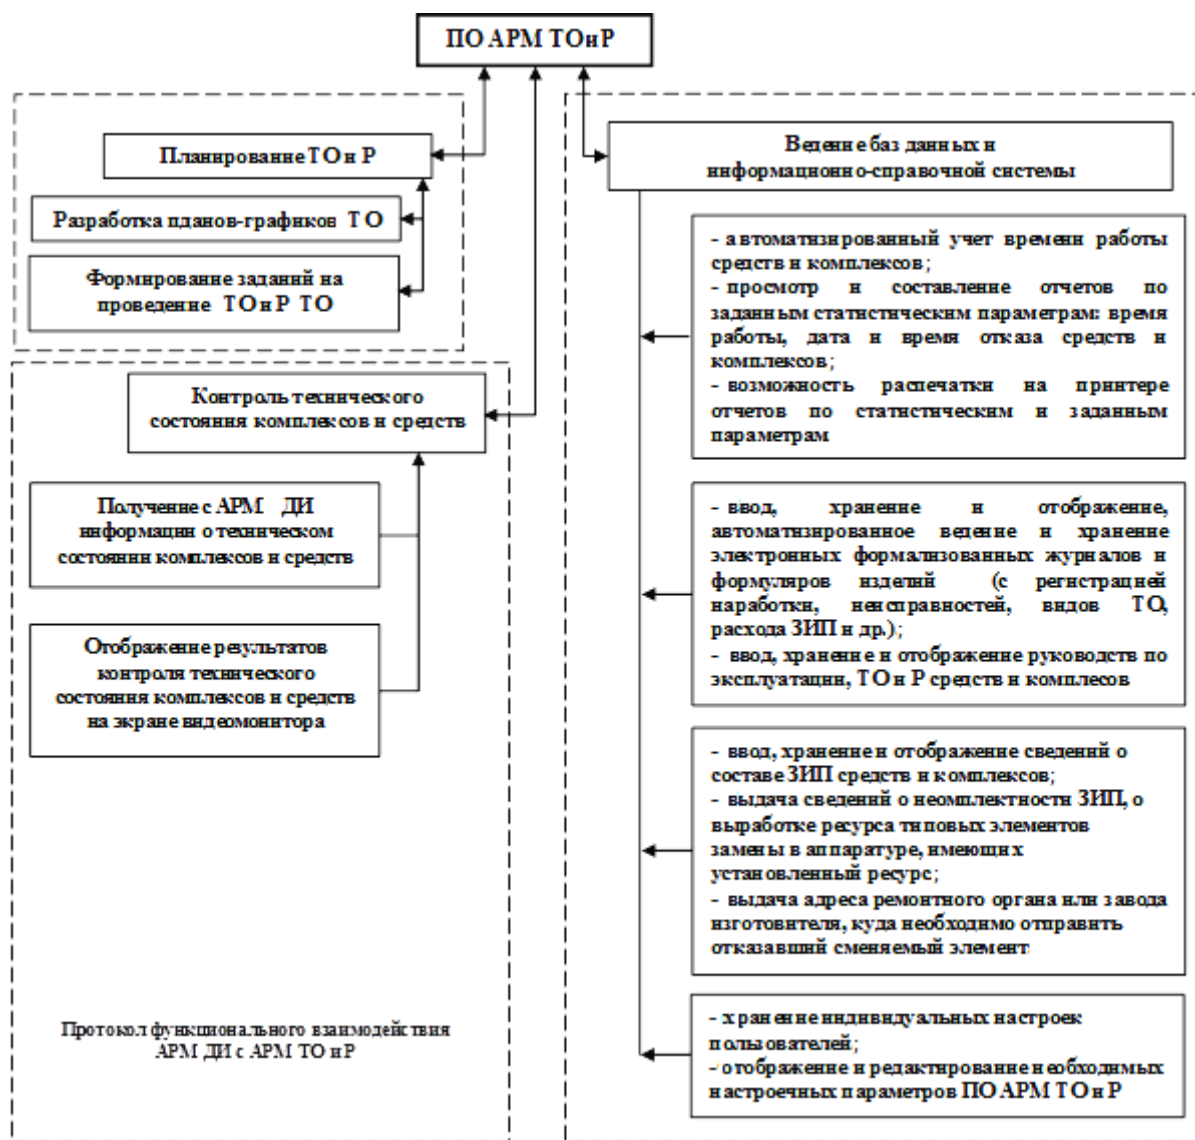 ПО АРМ ТО и Р
Планирование ТО и Р
Разработка пданов-графиков ТО
Формирование заданий на
проведение ТО и Р ТО
Контроль технического
состояния комплексов и средств
Получение с АРМ ДИ
информации о техническом
состоянии комплексов и средств
Отображение результатов
контроля технического
состояния комплексов и средств
на экране видеомонитора
Протокол функционального взаимодействия
АРМ ДИ с АРМ ТО и Р
Ведение баз данных и
информационно-справочной системы
- автоматизированный учет времени работы
средств и комплексов;
- просмотр и составление отчетов по
заданным статистическим параметрам: время
работы, дата и время отказа средств и
комплексов;
- возможность распечатки на принтере
отчетов по статистическим и заданным
параметрам
- ввод, хранение и отображение,
автоматизированное ведение и хранение
электронных формализованных журналов и
формуляров изделий (с регистрацией
наработки, неисправностей, видов ТО,
расхода ЗИП и др.);
- ввод, хранение и отображение руководств по
эксплуатации, ТО и Р средств и комплесов
- ввод, хранение и отображение сведений о
составе ЗИП средств и комплексов;
- выдача сведений о неомплектности ЗИП, о
выработке ресурса типовых элементов
замены в аппаратуре, имеющих
установленный ресурс;
- выдача адреса ремонтного органа или завода
изготовителя, куда необходимо отправить
отказавший сменяемый элемент
- хранение индивидуальных настроек
пользователей;
- отображение и редактирование необходимых
настроечных параметров ПО АРМ ТО и Р